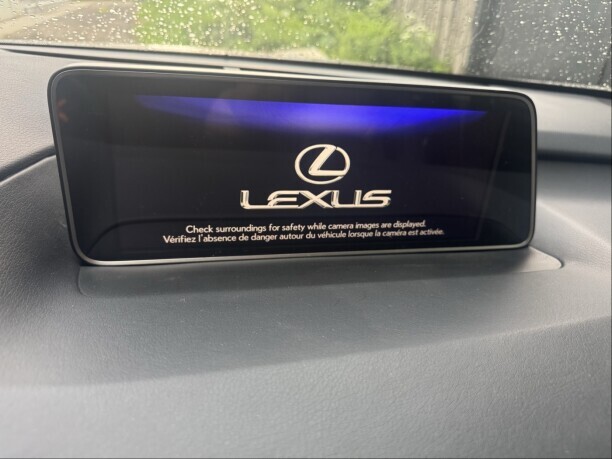 LEXUS
Check surroundings for safety while camera images are displayed.
Vérifiez l'absence de danger autour du véhicule lorsque la caméra est activée.